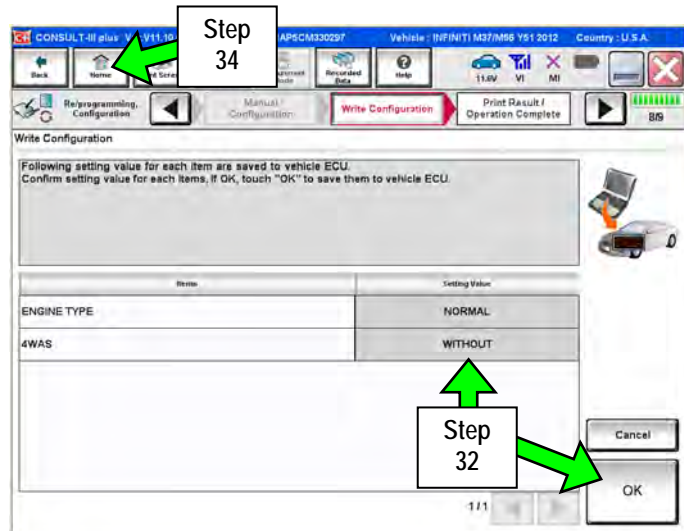 CONSULT-III plus
Step
34
AP5CM330297
Vehicle : INFINITI M37/M56 Y51 2012
Country : U.S.A.
Back
Home
Recorded
Data
Help
11.8V
VI
MI
Re/programming,
Configuration
Manual /
Configuration
Write Configuration
Print Result /
Operation Complete
8/9
Write Configuration
Following setting value for each item are saved to vehicle ECU.
Confirm setting value for each items, If OK, touch "OK" to save them to vehicle ECU.
Items
Setting Value
ENGINE TYPE
NORMAL
4WAS
WITHOUT
Step
32
Cancel
OK
1/1